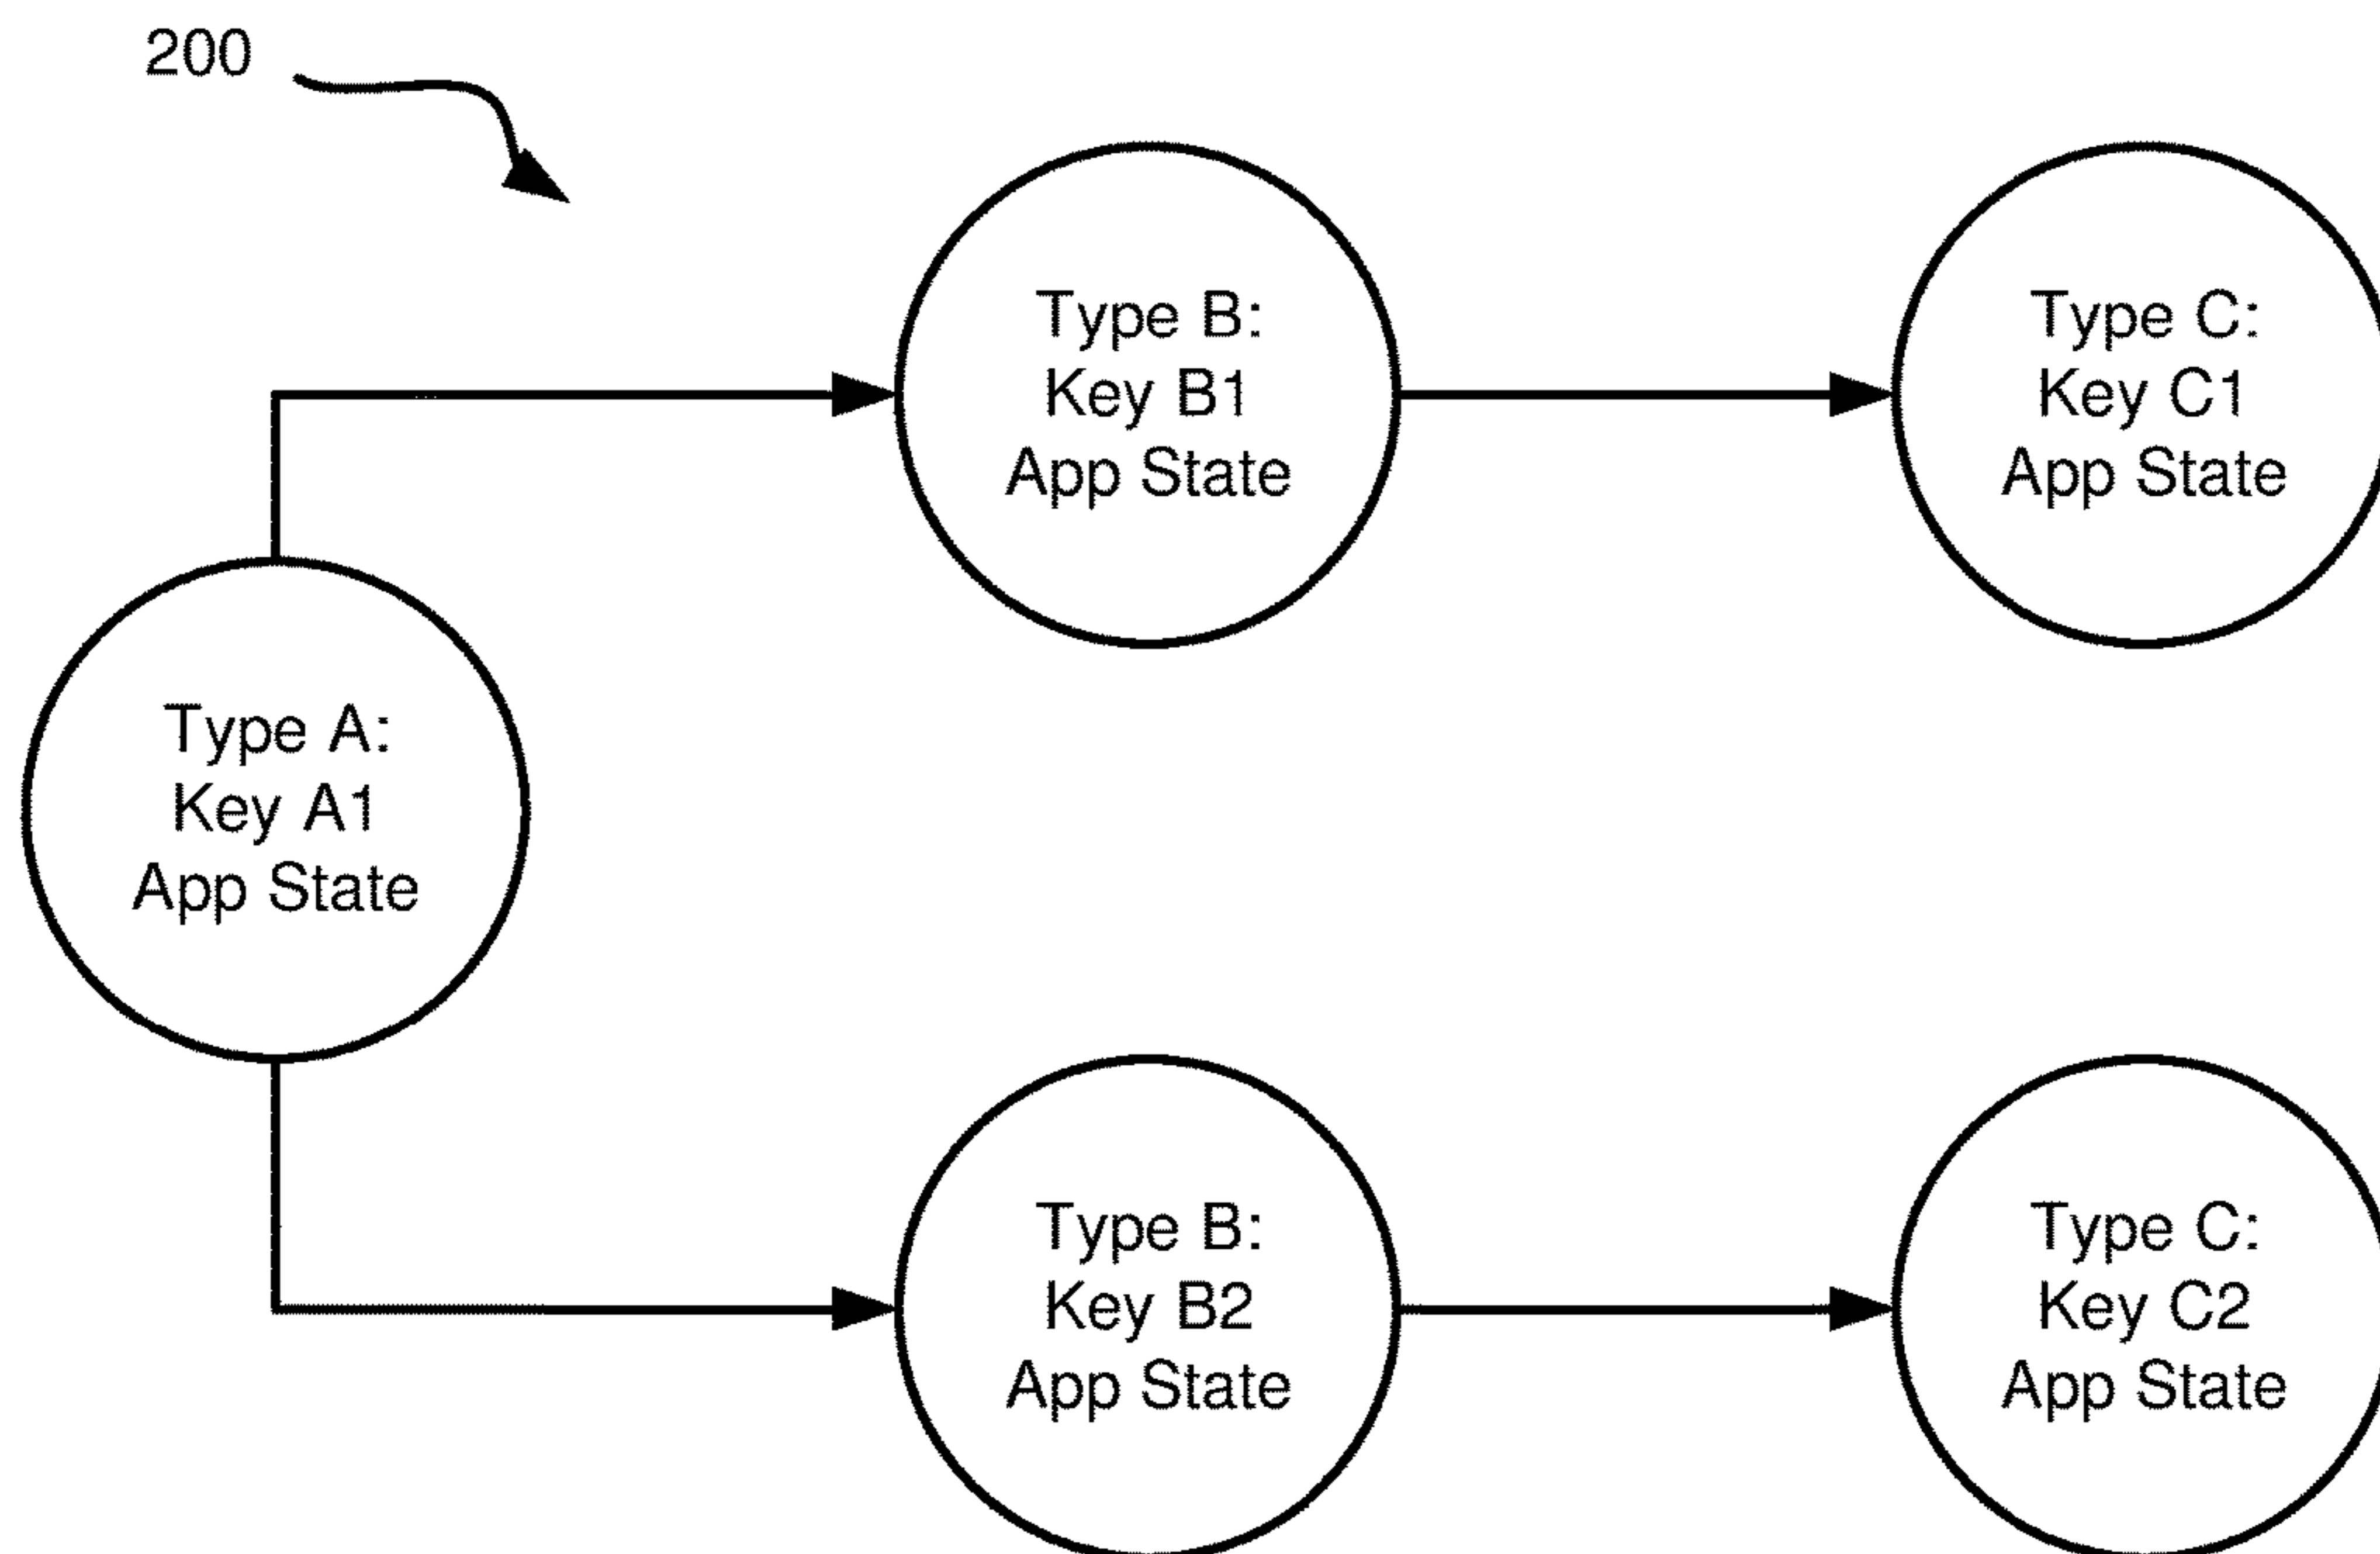 200
Type B:
Key B1
App State
Type C:
Key C1
App State
Type A:
Key A1
App State
Type B:
Key B2
App State
Type C:
Key C2
App State